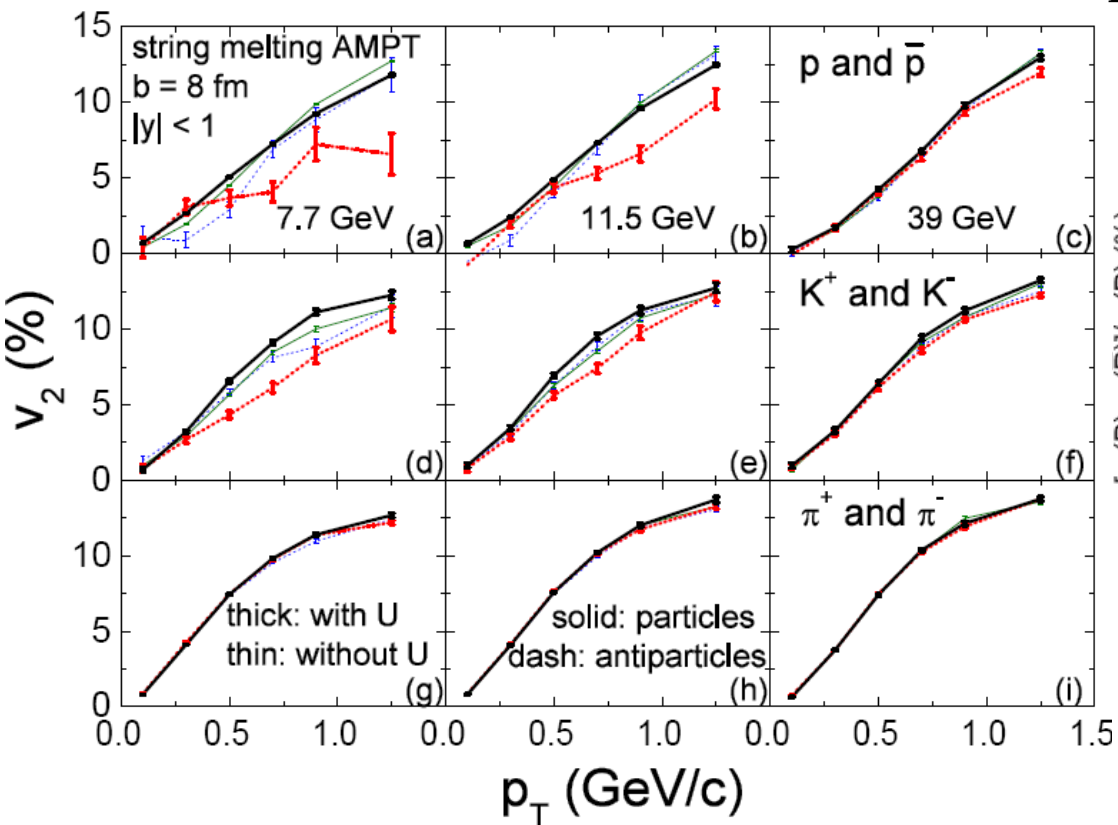 15
10
5
0
string melting AMPT
b = 8 fm
|y| < 1
7.7 GeV
(a)
11.5 GeV
(b)
p and p̅
39 GeV
(c)
10
5
0
(d)
(e)
K⁺ and K⁻
(f)
10
5
0
thick: with U
thin: without U
(g)
solid: particles
dash: antiparticles
(h)
π⁺ and π⁻
(i)
0.0 0.5 1.0 0.0 0.5 1.0 0.0 0.5 1.0 1.5
v₂ (%)
p_T (GeV/c)